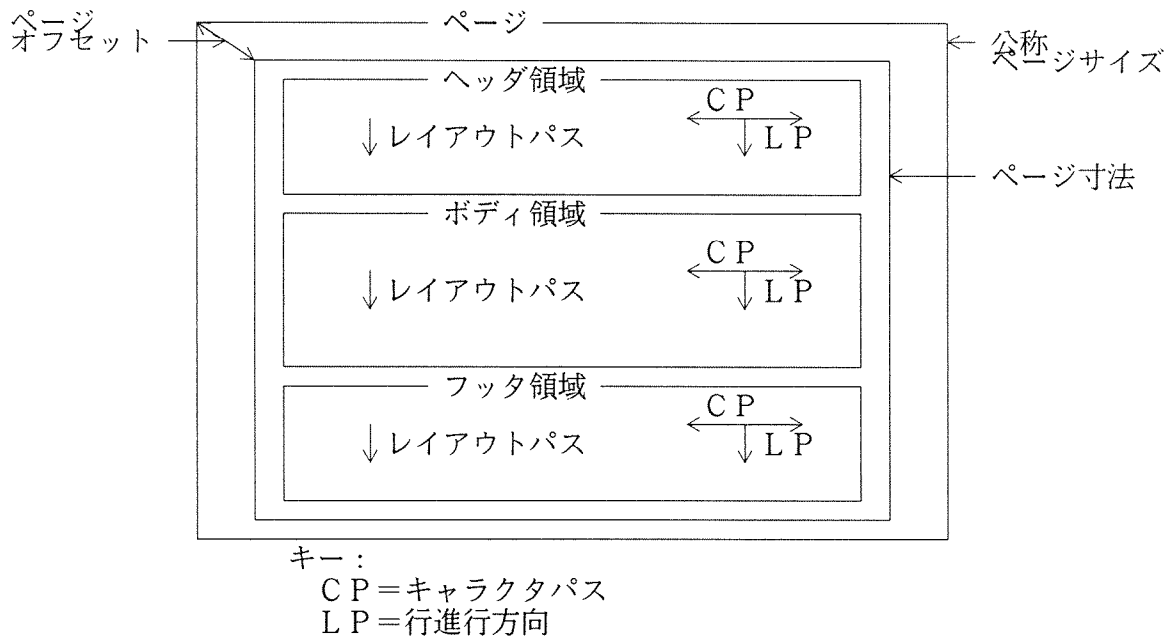 ページ
ページ
オフセット
公称
ページサイズ
ヘッダ領域
ＣＰ
レイアウトパス
ＬＰ
ページ寸法
ボディ領域
ＣＰ
レイアウトパス
ＬＰ
フッタ領域
ＣＰ
レイアウトパス
ＬＰ
キー：
ＣＰ＝キャラクタパス
ＬＰ＝行進行方向